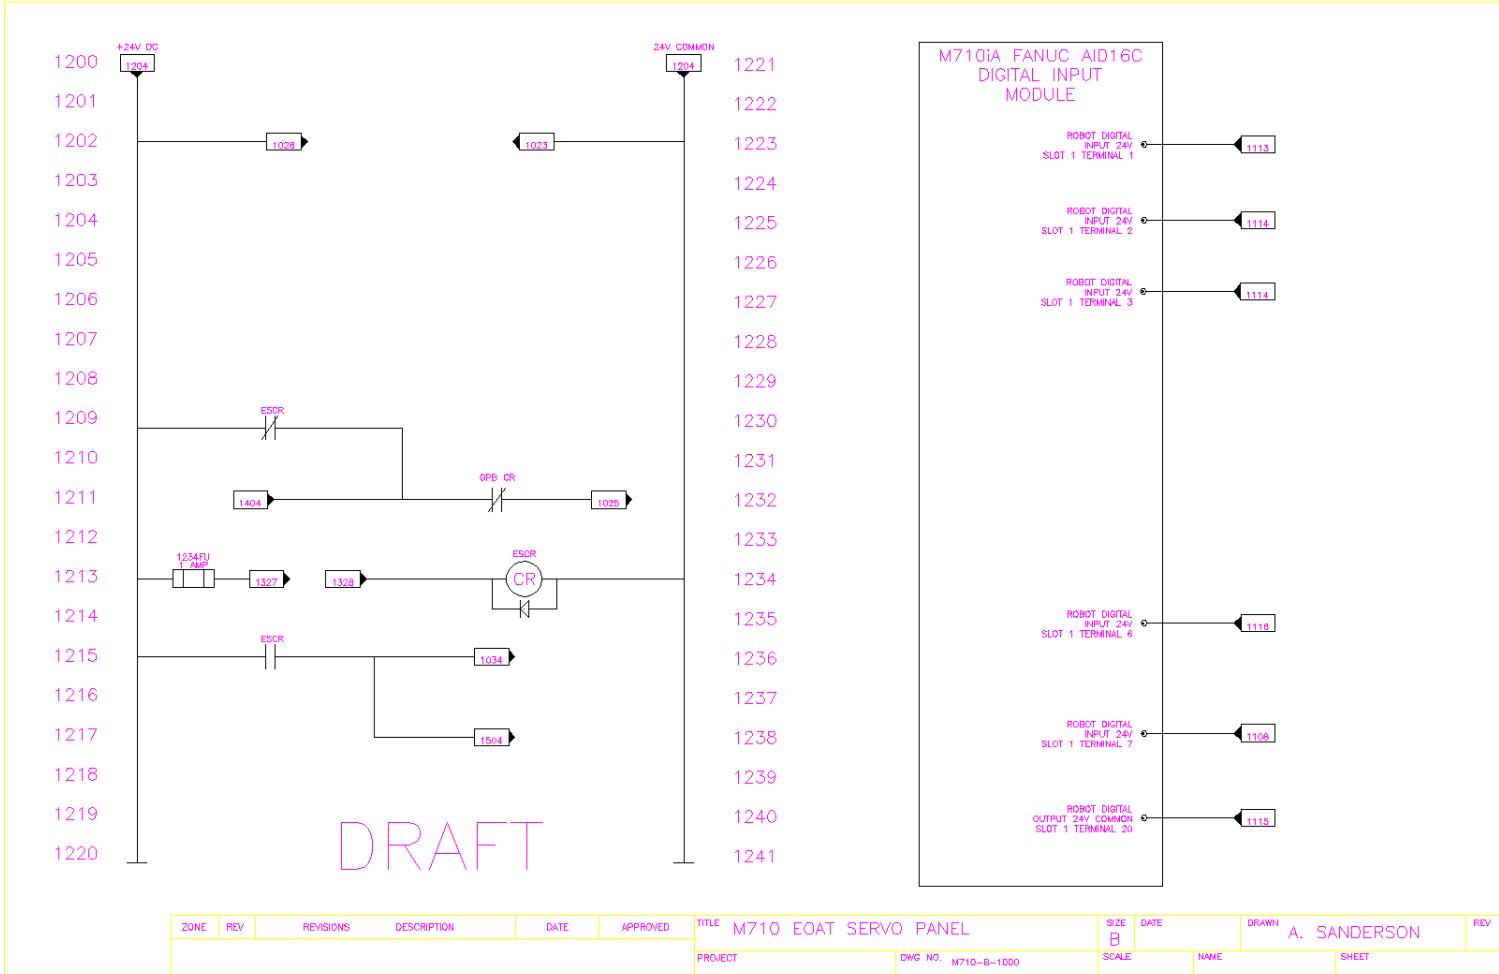 +24V DC
1204
24V COMMON
1204
1200
1201
1202
1203
1204
1205
1206
1207
1208
1209
1210
1211
1212
1213
1214
1215
1216
1217
1218
1219
1220
1028
1023
ESCR
GPB CR
1404
1025
1234FU
1 AMP
1327
1328
ESCR
CR
ESCR
1034
1504
DRAFT
1221
1222
1223
1224
1225
1226
1227
1228
1229
1230
1231
1232
1233
1234
1235
1236
1237
1238
1239
1240
1241
M710iA FANUC AID16C
DIGITAL INPUT
MODULE
ROBOT DIGITAL
INPUT 24V
SLOT 1 TERMINAL 1
1113
ROBOT DIGITAL
INPUT 24V
SLOT 1 TERMINAL 2
1114
ROBOT DIGITAL
INPUT 24V
SLOT 1 TERMINAL 3
1114
ROBOT DIGITAL
INPUT 24V
SLOT 1 TERMINAL 6
1116
ROBOT DIGITAL
INPUT 24V
SLOT 1 TERMINAL 7
1108
ROBOT DIGITAL
OUTPUT 24V COMMON
SLOT 1 TERMINAL 20
1115
ZONE REV REVISIONS DESCRIPTION DATE APPROVED
TITLE M710 EOAT SERVO PANEL
SIZE B
DATE
DRAWN A. SANDERSON
REV
PROJECT
DWG NO. M710-B-1000
SCALE
NAME
SHEET